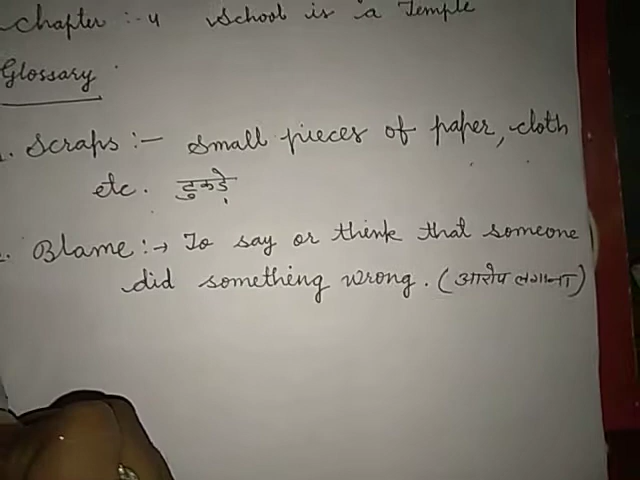 Chapter :- 4 School is a Temple
Glossary
1. Scraps :- small pieces of paper, cloth
etc. टुकड़े
2. Blame :→ To say or think that someone
did something wrong. (आरोप लगाना)